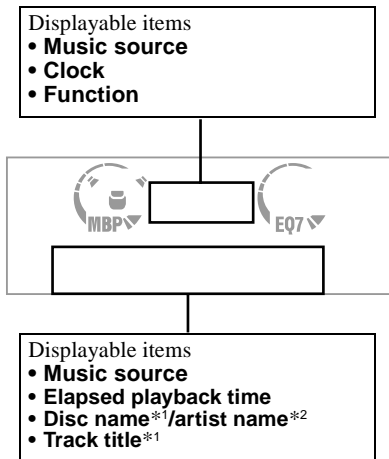 Displayable items
• Music source
• Clock
• Function
MBP EQ7
Displayable items
• Music source
• Elapsed playback time
• Disc name*1/artist name*2
• Track title*1